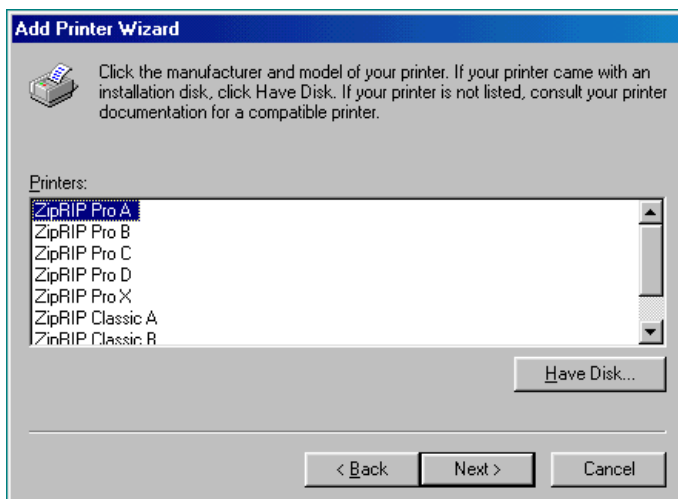 Add Printer Wizard
Click the manufacturer and model of your printer. If your printer came with an
installation disk, click Have Disk. If your printer is not listed, consult your printer
documentation for a compatible printer.
Printers:
ZipRIP Pro A
ZipRIP Pro B
ZipRIP Pro C
ZipRIP Pro D
ZipRIP Pro X
ZipRIP Classic A
ZipRIP Classic B
Have Disk...
< Back
Next >
Cancel